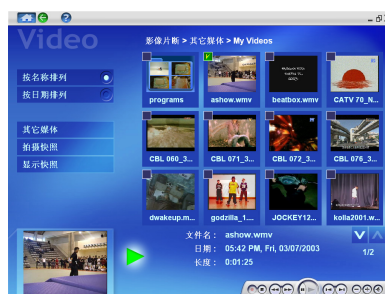 Video
影像片断 > 其它媒体 > My Videos
按名称排列
按日期排列
其它媒体
拍摄快照
显示快照
programs
ashow.wmv
beatbox.wmv
CATV 70_N...
CBL 060_3...
CBL 071_3...
CBL 072_3...
CBL 076_3...
dwakeup.m...
godzilla_1...
JOCKEY12...
kolla2001.w...
文件名： ashow.wmv
日期： 05:42 PM, Fri, 03/07/2003
长度： 0:01:25
1/2